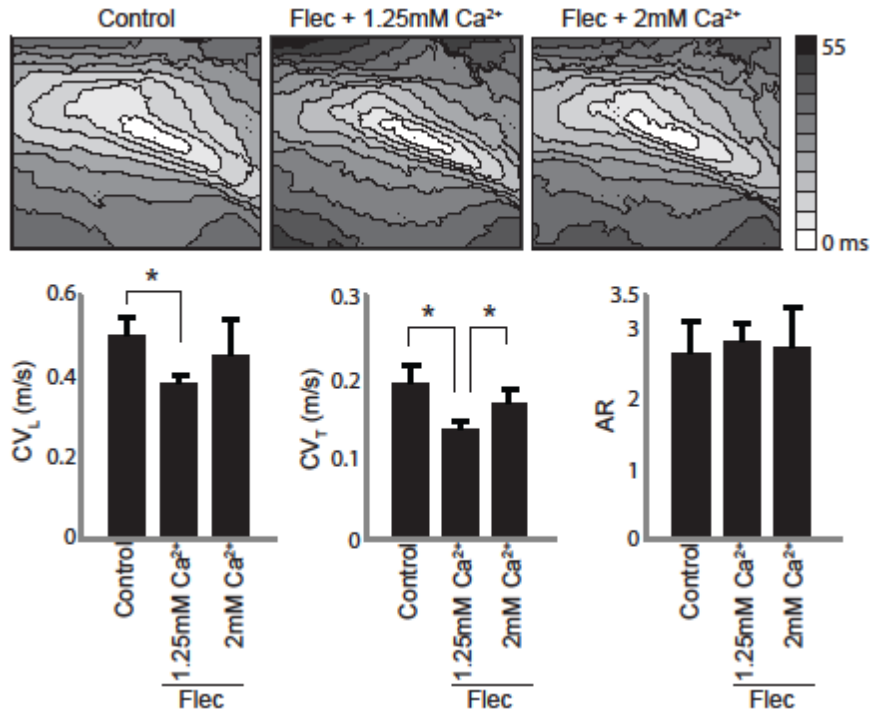 Control
Flec + 1.25mM Ca²⁺
Flec + 2mM Ca²⁺
55
0 ms
CV_L (m/s)
0.6
0.4
0.2
0
*
Control
1.25mM Ca²⁺
2mM Ca²⁺
Flec
CV_T (m/s)
0.3
0.2
0.1
0
*
*
Control
1.25mM Ca²⁺
2mM Ca²⁺
Flec
AR
3.5
3
2
1
0
Control
1.25mM Ca²⁺
2mM Ca²⁺
Flec